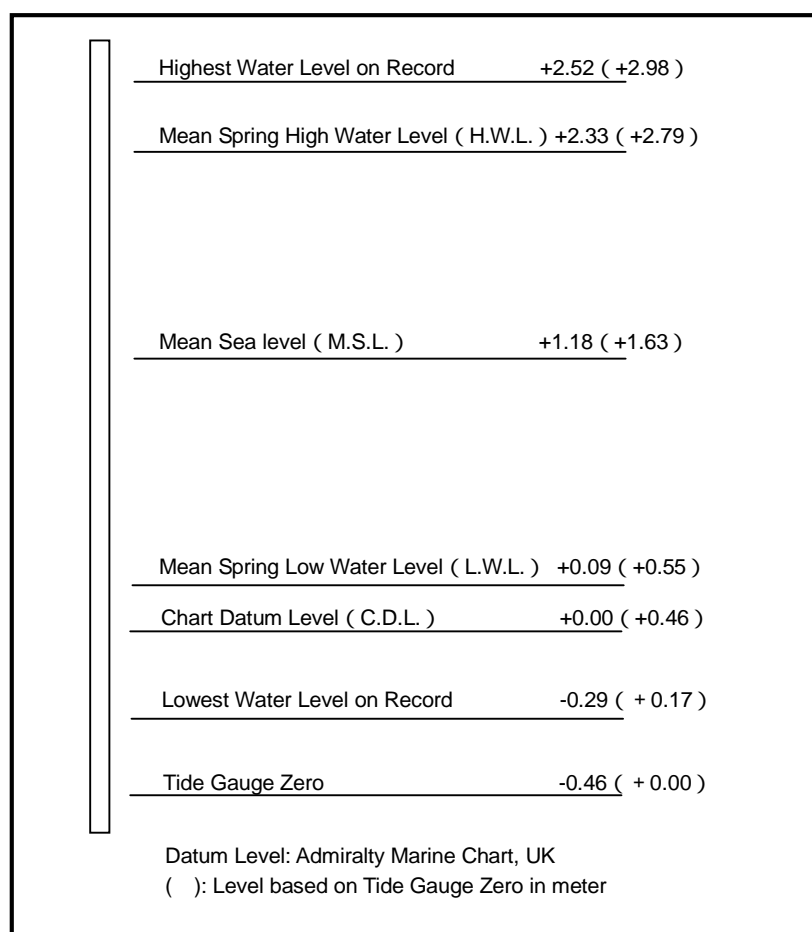 Highest Water Level on Record +2.52 ( +2.98 )
Mean Spring High Water Level ( H.W.L. ) +2.33 ( +2.79 )
Mean Sea level ( M.S.L. ) +1.18 ( +1.63 )
Mean Spring Low Water Level ( L.W.L. ) +0.09 ( +0.55 )
Chart Datum Level ( C.D.L. ) +0.00 ( +0.46 )
Lowest Water Level on Record -0.29 ( +0.17 )
Tide Gauge Zero -0.46 ( +0.00 )
Datum Level: Admiralty Marine Chart, UK
( ): Level based on Tide Gauge Zero in meter